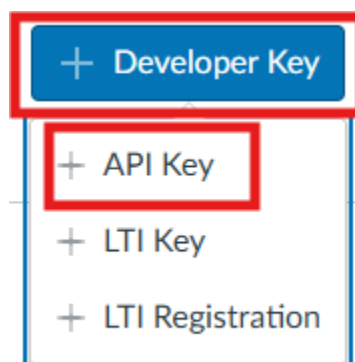 + Developer Key
+ API Key
+ LTI Key
+ LTI Registration